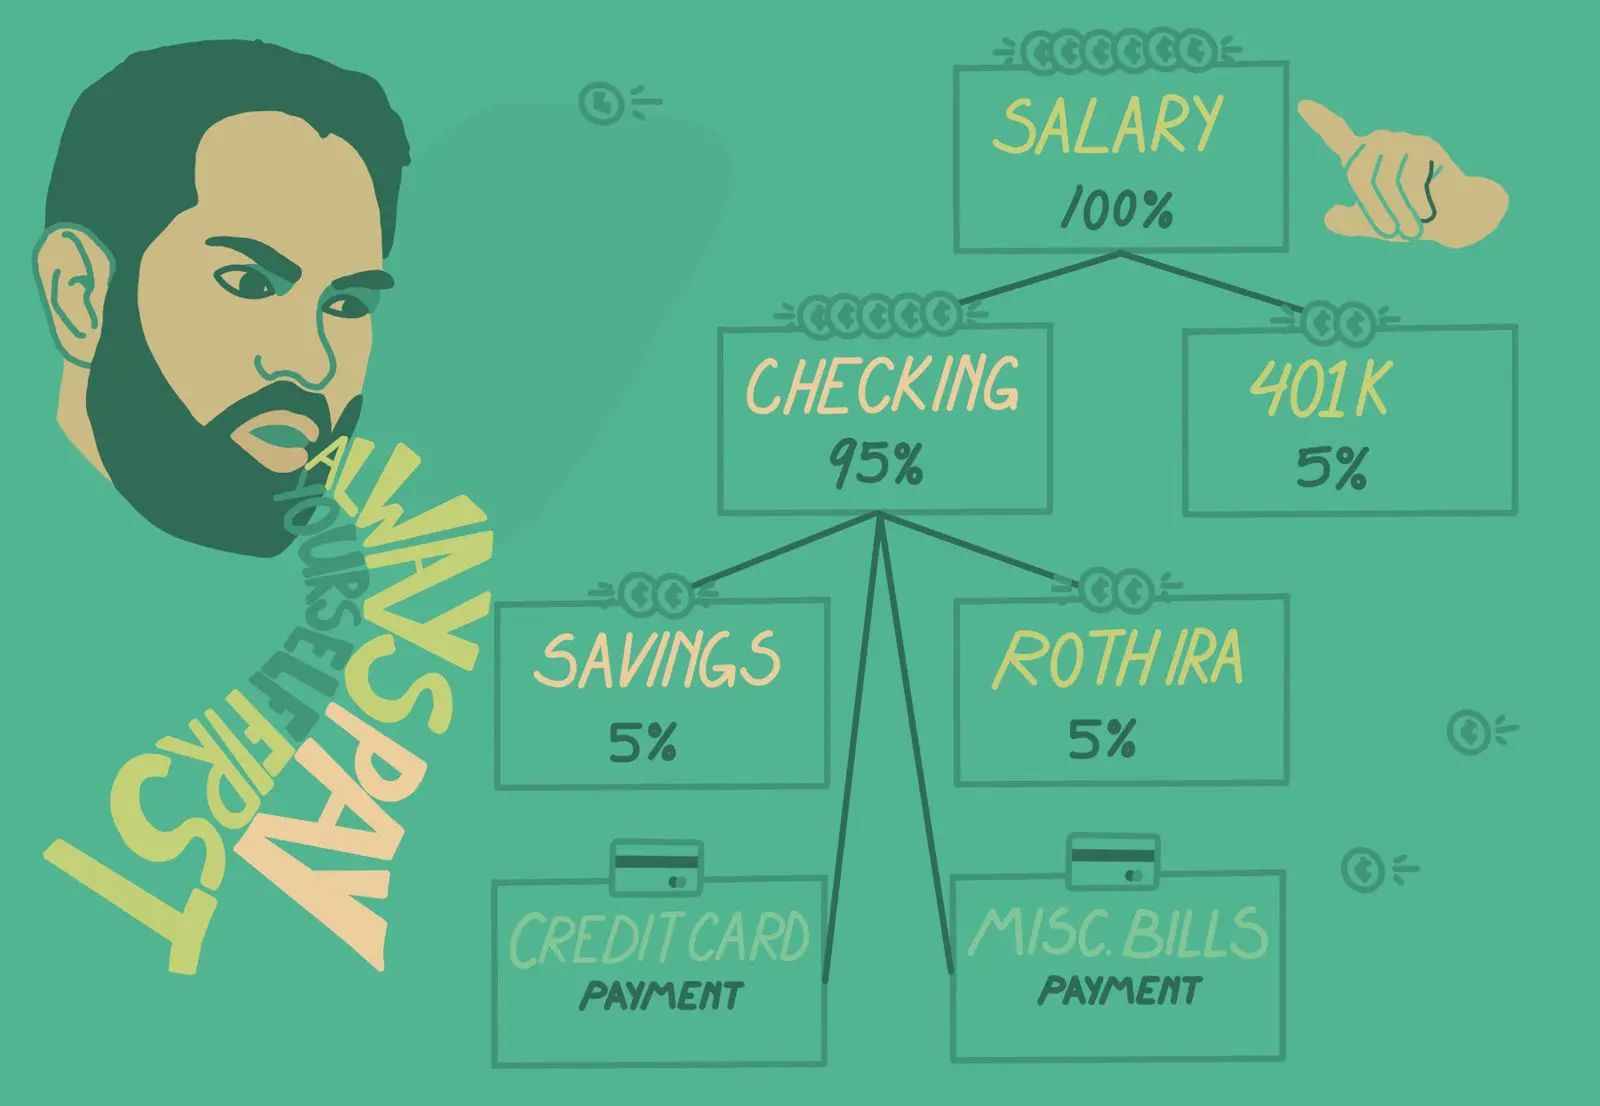 ALWAYS PAY
YOURSELF FIRST
SALARY
100%
CHECKING
95%
401K
5%
SAVINGS
5%
ROTH IRA
5%
CREDIT CARD
PAYMENT
MISC. BILLS
PAYMENT